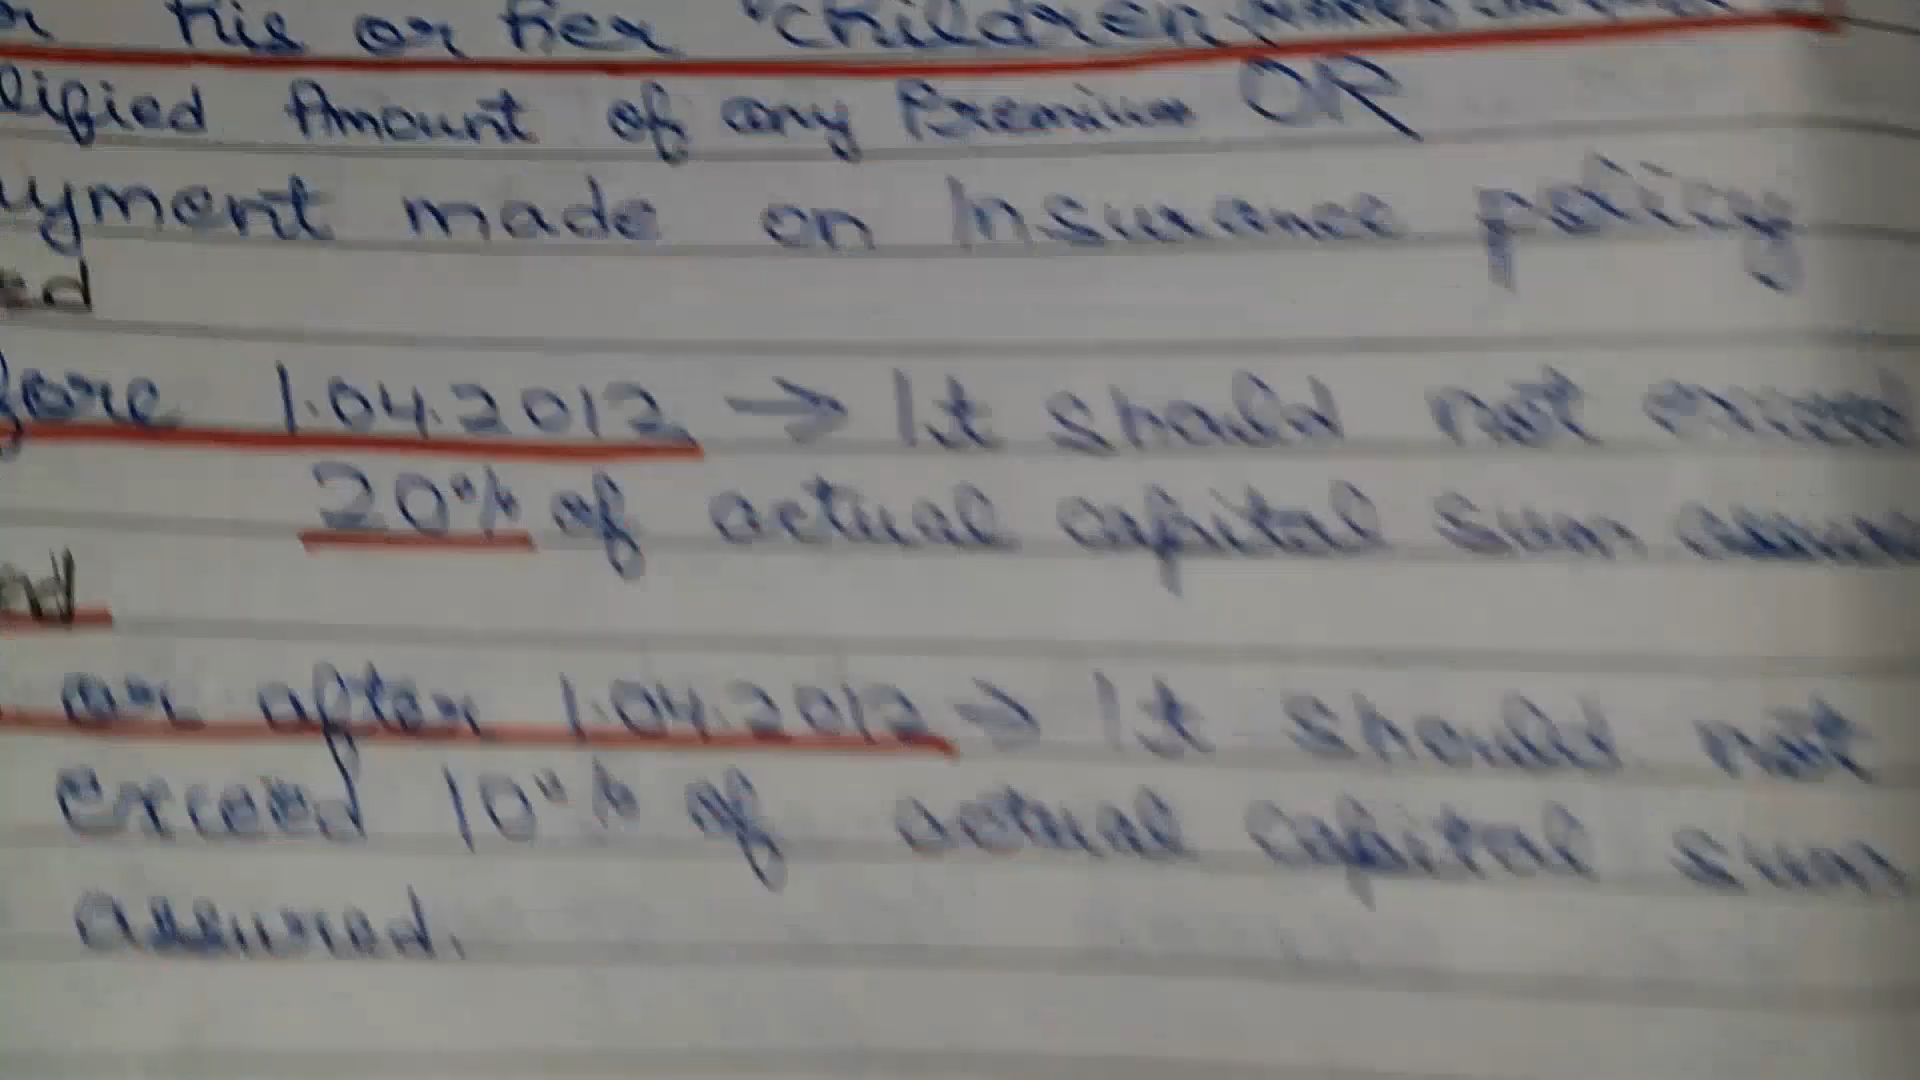 his or her "children
lified Amount of any Premium OR
yment made on Insurance policy
ed
fore 1.04.2012 → It should not exceed
20% of actual capital sum
nd
or after 1.04.2012 → It should not
exceed 10% of actual capital sum
assured.